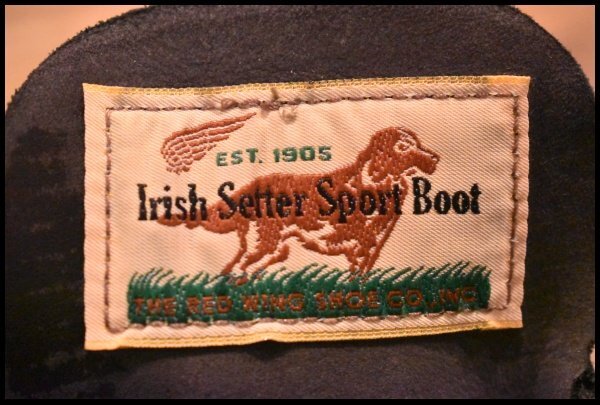 EST. 1905
Irish Setter Sport Boot
THE RED WING SHOE CO., INC.